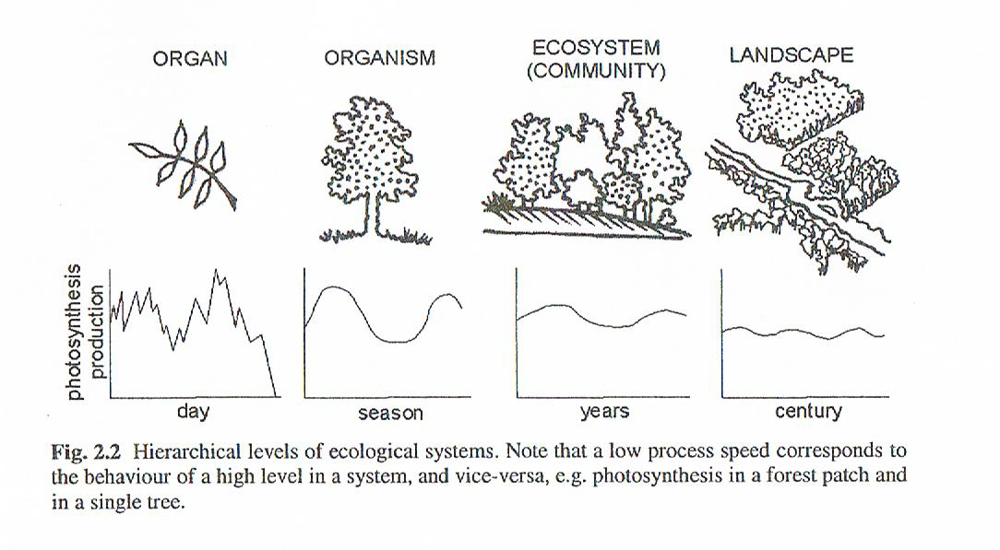 ORGAN
ORGANISM
ECOSYSTEM
(COMMUNITY)
LANDSCAPE
photosynthesis
production
day
season
years
century
Fig. 2.2 Hierarchical levels of ecological systems. Note that a low process speed corresponds to
the behaviour of a high level in a system, and vice-versa, e.g. photosynthesis in a forest patch and
in a single tree.